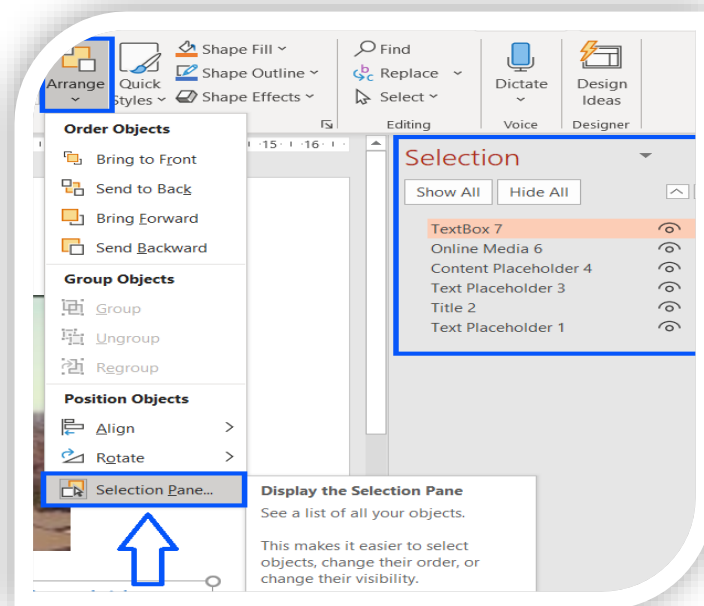 Arrange
Quick
Styles
Shape Fill
Shape Outline
Shape Effects
Find
Replace
Select
Editing
Dictate
Voice
Design
Ideas
Designer
Order Objects
Bring to Front
Send to Back
Bring Forward
Send Backward
Group Objects
Group
Ungroup
Regroup
Position Objects
Align
Rotate
Selection Pane...
15 16
Display the Selection Pane
See a list of all your objects.
This makes it easier to select
objects, change their order, or
change their visibility.
Selection
Show All Hide All
TextBox 7
Online Media 6
Content Placeholder 4
Text Placeholder 3
Title 2
Text Placeholder 1